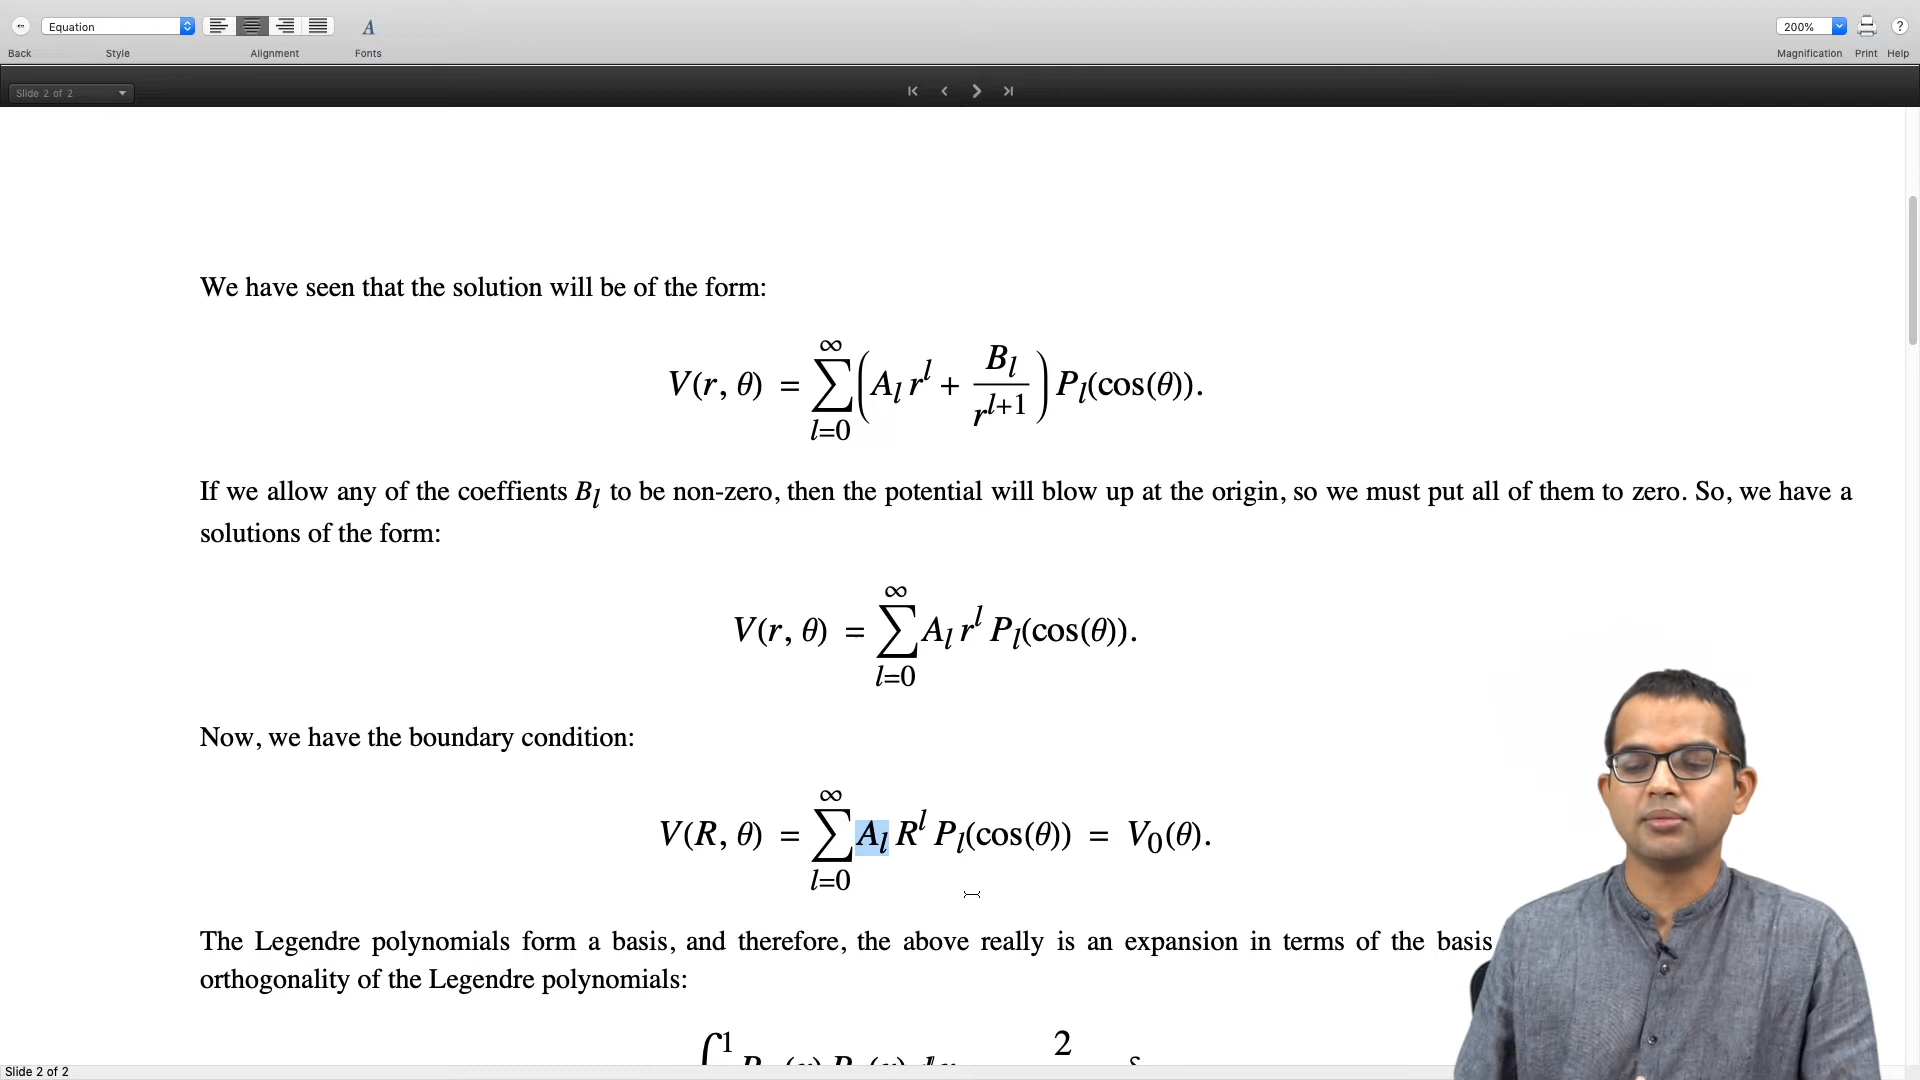 Equation
200%
Back Style Alignment Fonts Magnification Print Help
Slide 2 of 2
We have seen that the solution will be of the form:
V(r, θ) = ∑_{l=0}^{∞} (A_l r^l + B_l / r^{l+1}) P_l(cos(θ)).
If we allow any of the coeffients B_l to be non-zero, then the potential will blow up at the origin, so we must put all of them to zero. So, we have a
solutions of the form:
V(r, θ) = ∑_{l=0}^{∞} A_l r^l P_l(cos(θ)).
Now, we have the boundary condition:
V(R, θ) = ∑_{l=0}^{∞} A_l R^l P_l(cos(θ)) = V_0(θ).
The Legendre polynomials form a basis, and therefore, the above really is an expansion in terms of the basis
orthogonality of the Legendre polynomials:
Slide 2 of 2